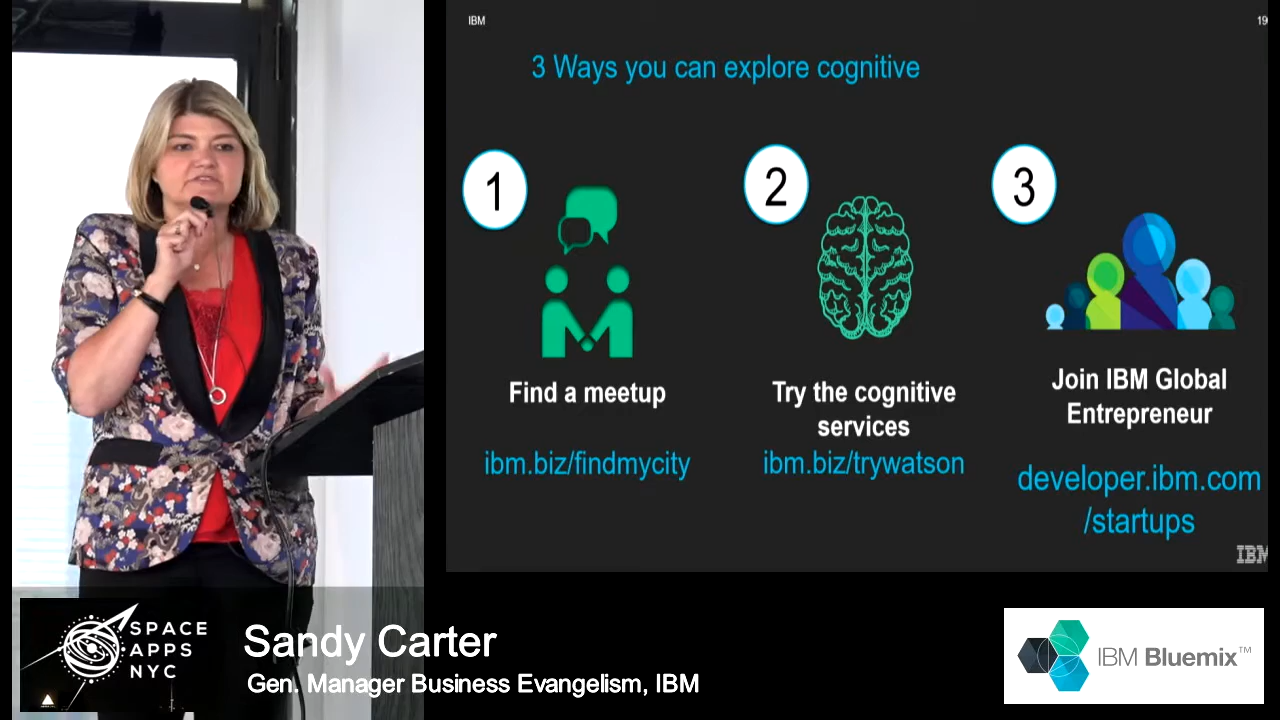 IBM
19
3 Ways you can explore cognitive
1
2
3
Find a meetup
ibm.biz/findmycity
Try the cognitive
services
ibm.biz/trywatson
Join IBM Global
Entrepreneur
developer.ibm.com
/startups
IBM
SPACE
APPS
NYC
Sandy Carter
Gen. Manager Business Evangelism, IBM
IBM Bluemix™